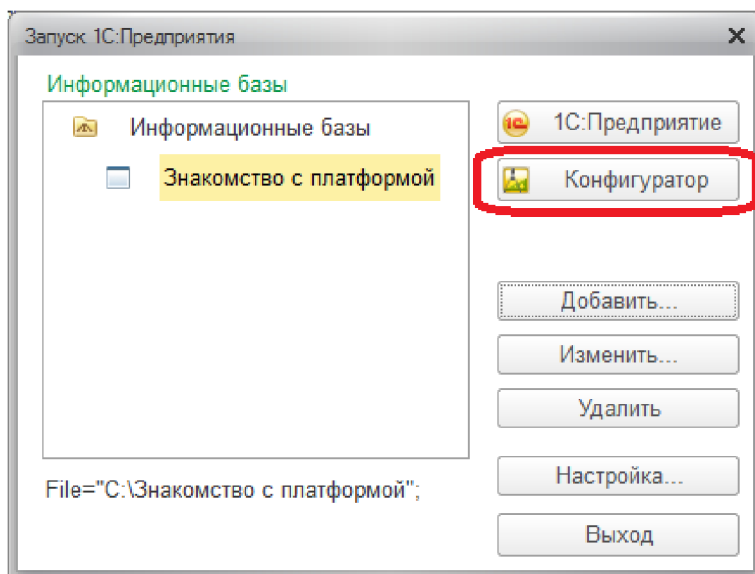 Запуск 1С:Предприятия
Информационные базы
Информационные базы
Знакомство с платформой
1С:Предприятие
Конфигуратор
Добавить...
Изменить...
Удалить
Настройка...
Выход
File="C:\Знакомство с платформой";